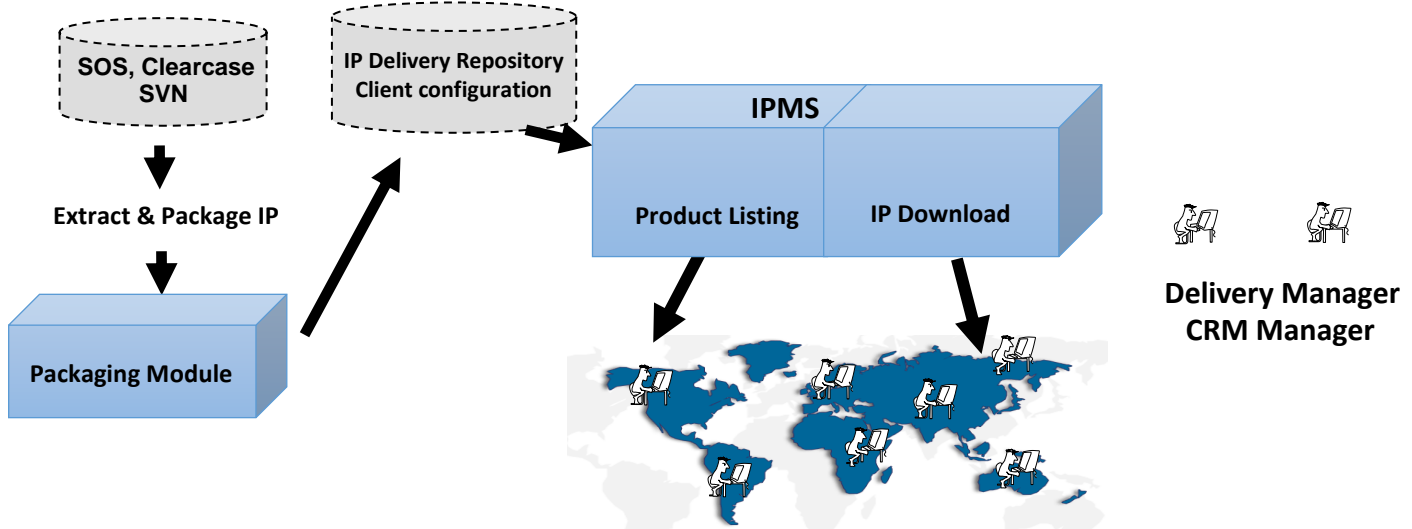 SOS, Clearcase
SVN
IP Delivery Repository
Client configuration
IPMS
Extract & Package IP
Product Listing
IP Download
Packaging Module
Delivery Manager
CRM Manager